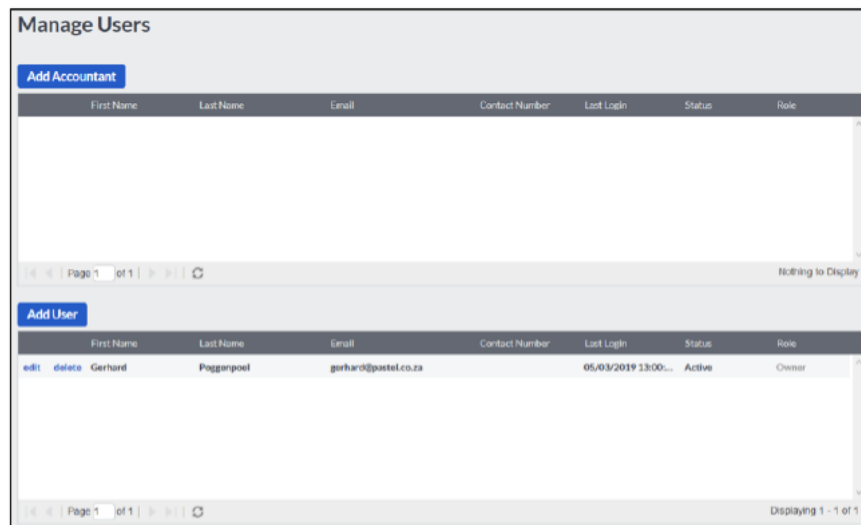 Manage Users
Add Accountant
First Name Last Name Email Contact Number Last Login Status Role
Page 1 of 1 Nothing to Display
Add User
First Name Last Name Email Contact Number Last Login Status Role
edit delete Gerhard Poggenpoel gerhard@pastel.co.za 05/03/2019 13:00:... Active Owner
Page 1 of 1 Displaying 1 - 1 of 1